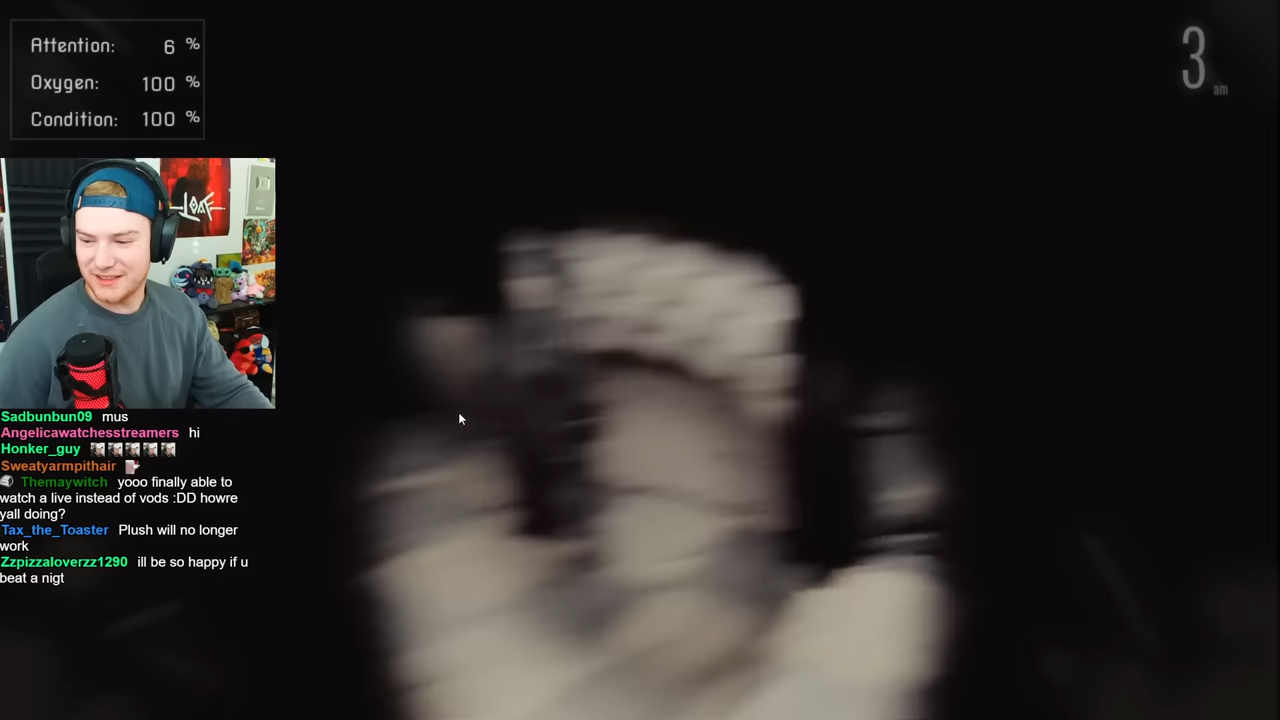 Attention: 6 %
Oxygen: 100 %
Condition: 100 %
3
am
LOAF
Sadbunbun09 mus
Angelicawatchesstreamers hi
Honker_guy
Sweatyarmpithair
Themaywitch yooo finally able to
watch a live instead of vods :DD howre
yall doing?
Tax_the_Toaster Plush will no longer
work
Zzpizzaloverzz1290 ill be so happy if u
beat a nigt